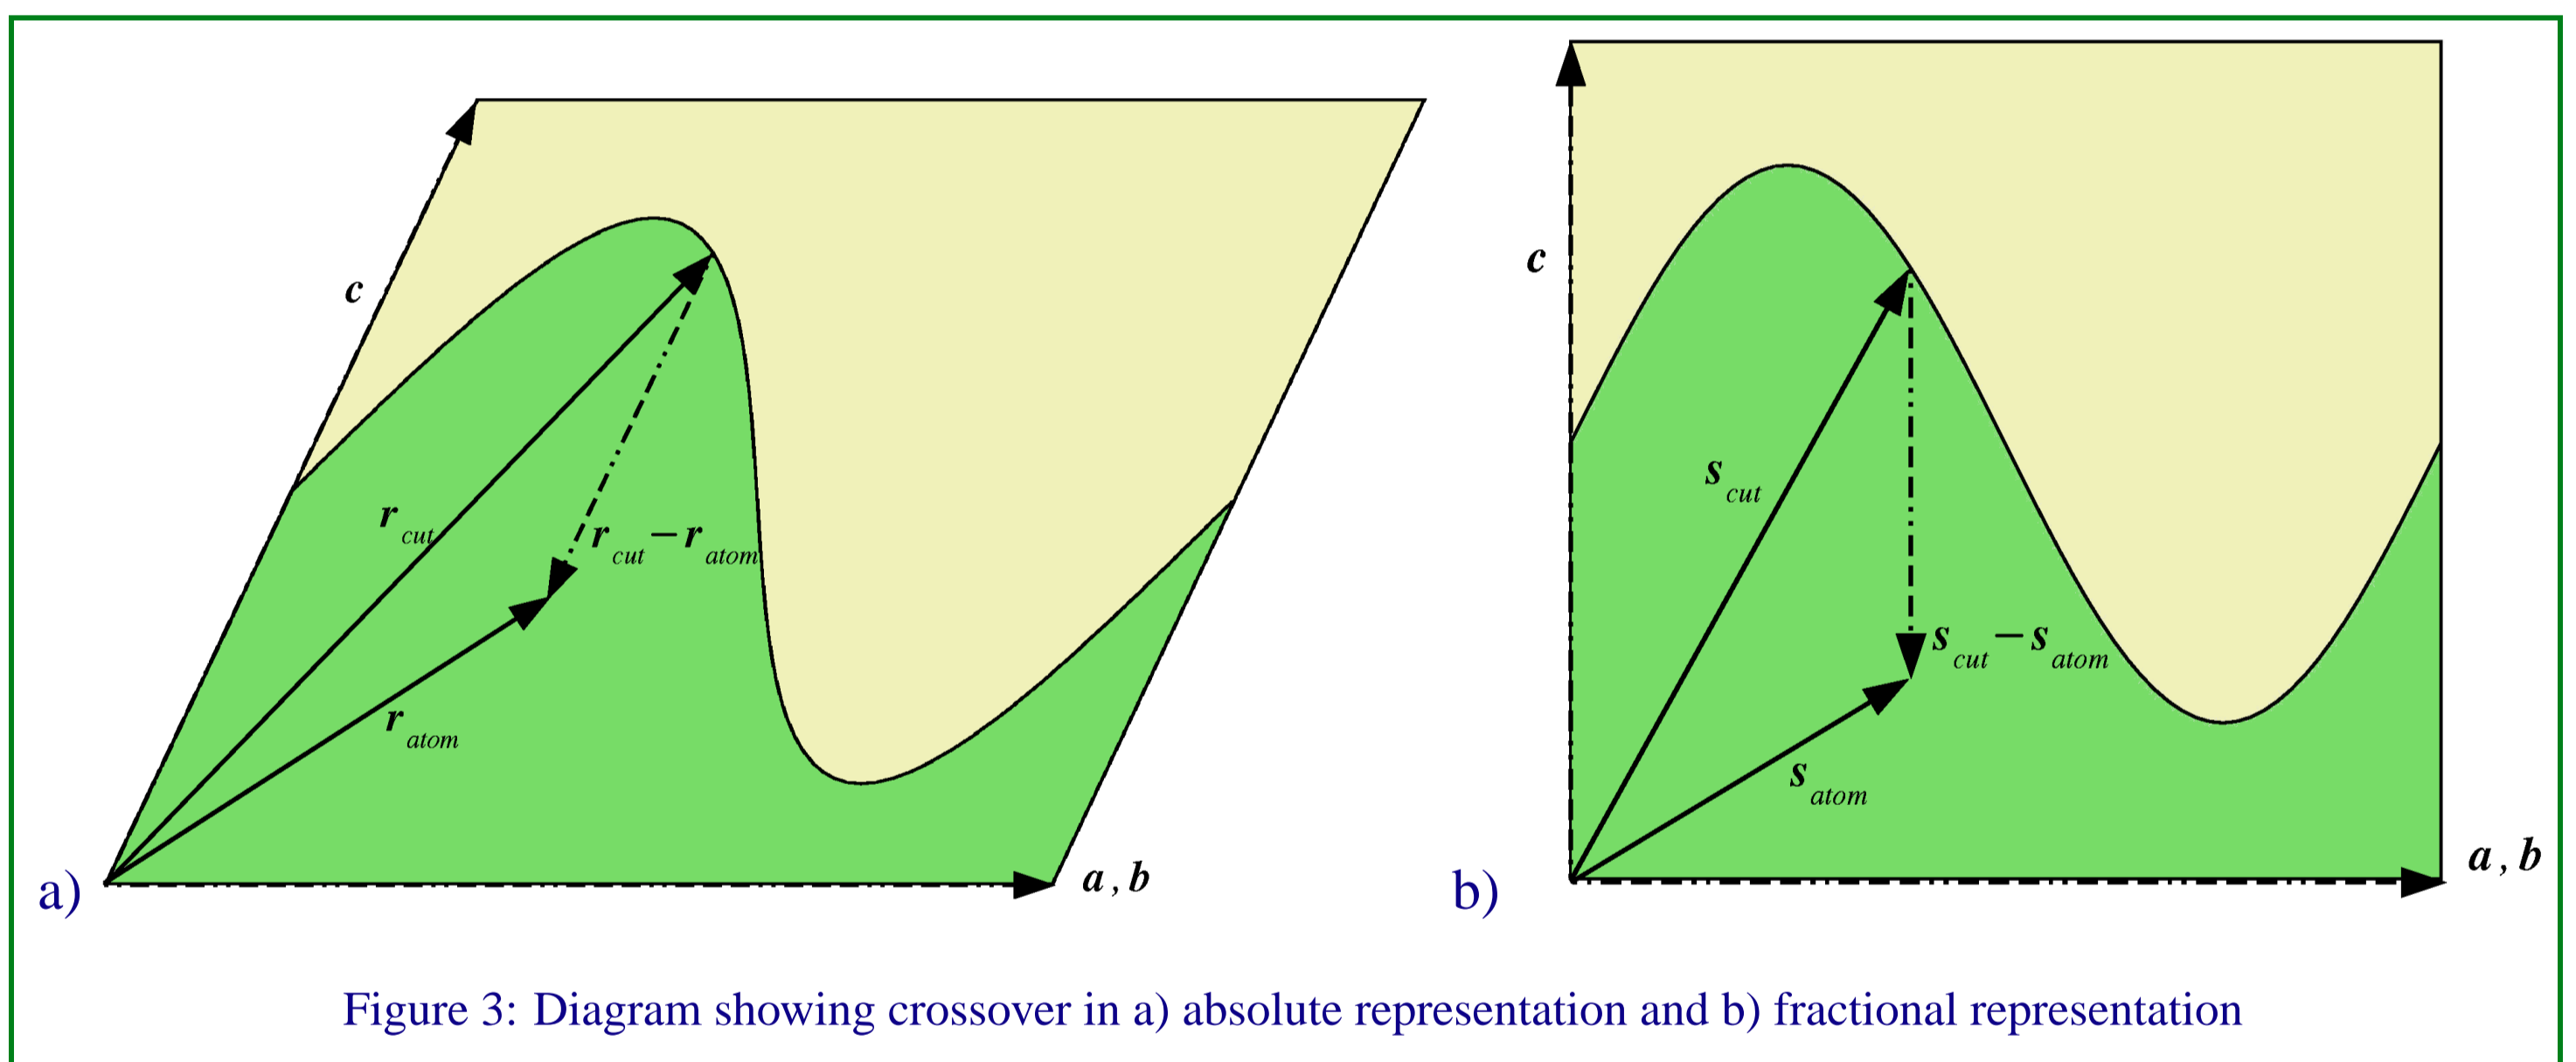 c
r cut
r cut − r atom
r atom
a , b
a)
c
s cut
s cut − s atom
s atom
a , b
b)
Figure 3: Diagram showing crossover in a) absolute representation and b) fractional representation